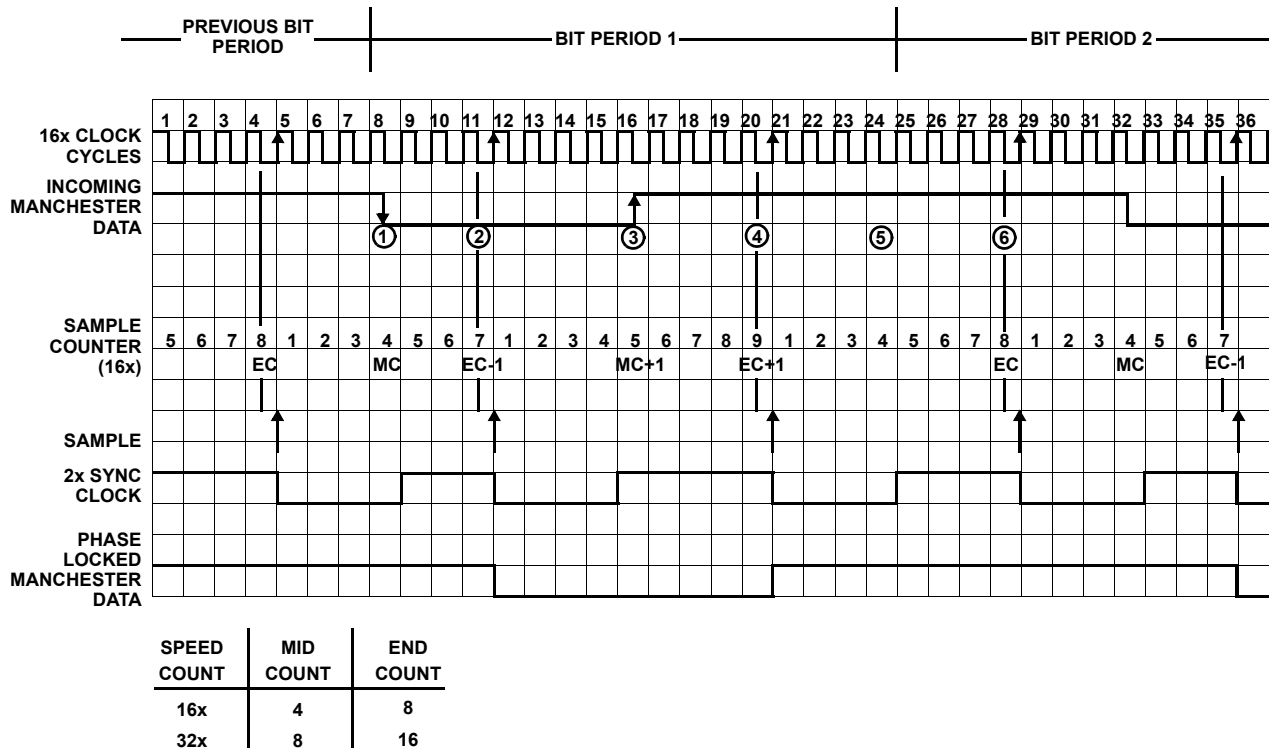 PREVIOUS BIT
PERIOD
BIT PERIOD 1
BIT PERIOD 2
16x CLOCK
CYCLES
1 2 3 4 5 6 7 8 9 10 11 12 13 14 15 16 17 18 19 20 21 22 23 24 25 26 27 28 29 30 31 32 33 34 35 36
INCOMING
MANCHESTER
DATA
1 2 3 4 5 6
SAMPLE
COUNTER
(16x)
5 6 7 8 1 2 3 4 5 6 7 1 2 3 4 5 6 7 8 9 1 2 3 4 5 6 7 8 1 2 3 4 5 6 7
EC MC EC-1 MC+1 EC+1 EC MC EC-1
SAMPLE
2x SYNC
CLOCK
PHASE
LOCKED
MANCHESTER
DATA
SPEED MID END
COUNT COUNT COUNT
16x 4 8
32x 8 16